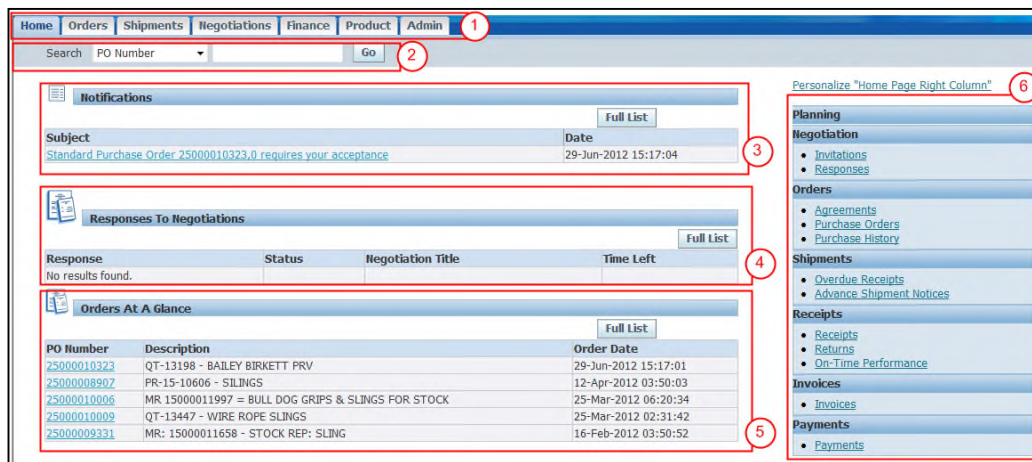 Home Orders Shipments Negotiations Finance Product Admin 1
Search PO Number Go 2
Personalize "Home Page Right Column" 6
Notifications
Full List
Subject Date
Standard Purchase Order 25000010323,0 requires your acceptance 29-Jun-2012 15:17:04
3
Responses To Negotiations
Full List
Response Status Negotiation Title Time Left
No results found.
4
Orders At A Glance
Full List
PO Number Description Order Date
25000010323 QT-13198 - BAILEY BIRKETT PRV 29-Jun-2012 15:17:01
25000008907 PR-15-10606 - SILINGS 12-Apr-2012 03:50:03
25000010006 MR 15000011997 = BULL DOG GRIPS & SLINGS FOR STOCK 25-Mar-2012 06:20:34
25000010009 QT-13447 - WIRE ROPE SLINGS 25-Mar-2012 02:31:42
25000009331 MR: 15000011658 - STOCK REP: SLING 16-Feb-2012 03:50:52
5
Planning
Negotiation
• Invitations
• Responses
Orders
• Agreements
• Purchase Orders
• Purchase History
Shipments
• Overdue Receipts
• Advance Shipment Notices
Receipts
• Receipts
• Returns
• On-Time Performance
Invoices
• Invoices
Payments
• Payments